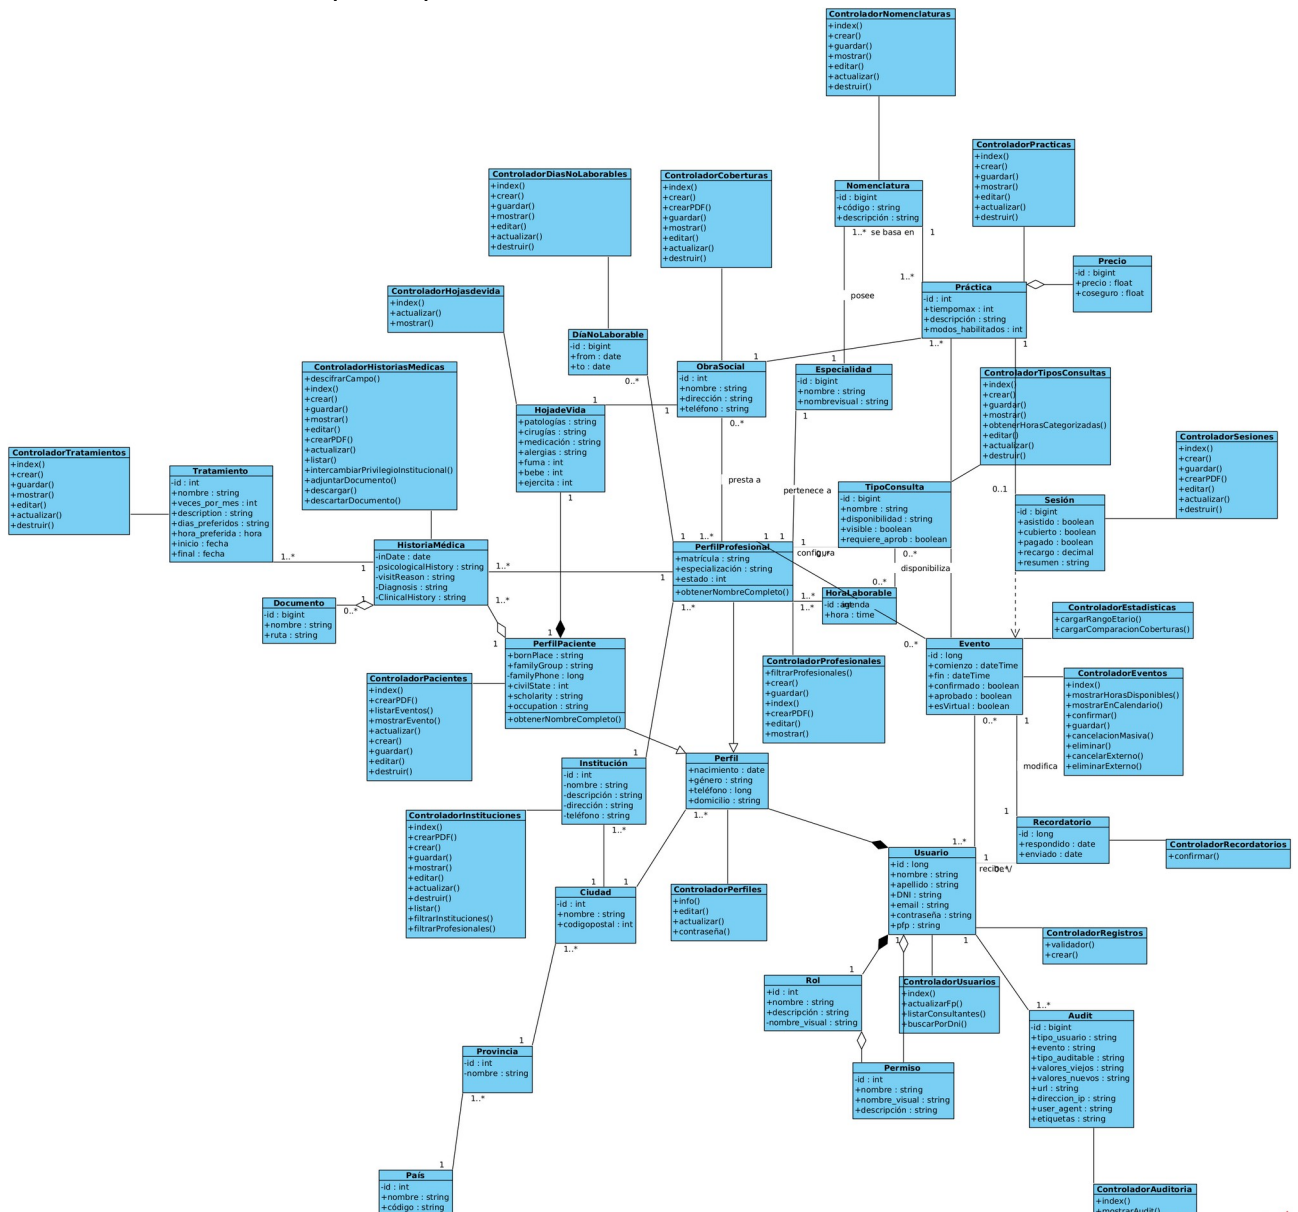 ControladorNomenclaturas
+index()
+crear()
+guardar()
+mostrar()
+editar()
+actualizar()
+destruir()
ControladorPracticas
+index()
+crear()
+guardar()
+mostrar()
+editar()
+actualizar()
+destruir()
ControladorDiasNoLaborables
+index()
+crear()
+guardar()
+mostrar()
+editar()
+actualizar()
+destruir()
ControladorCoberturas
+index()
+crear()
+crearPDF()
+guardar()
+mostrar()
+editar()
+actualizar()
+destruir()
Nomenclatura
-id : bigint
+código : string
+descripción : string
1..* se basa en
1
1..*
posee
Precio
-id : bigint
+precio : float
+coseguro : float
Práctica
-id : int
+tiempomax : int
+descripción : string
+modos_habilitados : int
1..*
1
ControladorHojasdevida
+index()
+actualizar()
+mostrar()
DíaNoLaborable
-id : bigint
+from : date
+to : date
0..*
1
1
ObraSocial
-id : int
+nombre : string
+dirección : string
+teléfono : string
0..*
Especialidad
-id : bigint
+nombre : string
+nombrevisual : string
1
ControladorHistoriasMedicas
+descifrarCampo()
+index()
+crear()
+guardar()
+mostrar()
+editar()
+crearPDF()
+actualizar()
+listar()
+intercambiarPrivilegioInstitucional()
+adjuntarDocumento()
+descargar()
+descartarDocumento()
HojadeVida
+patologías : string
+cirugías : string
+medicación : string
+alergias : string
+fuma : int
+bebe : int
+ejercita : int
1
1
1
ControladorTiposConsultas
+index()
+crear()
+guardar()
+mostrar()
+obtenerHorasCategorizadas()
+editar()
+actualizar()
+destruir()
ControladorSesiones
+index()
+crear()
+guardar()
+crearPDF()
+editar()
+actualizar()
+destruir()
ControladorTratamientos
+index()
+crear()
+guardar()
+mostrar()
+editar()
+actualizar()
+destruir()
Tratamiento
-id : int
+nombre : string
+veces_por_mes : int
+description : string
+dias_preferidos : string
+hora_preferida : hora
+inicio : fecha
+final : fecha
1..*
1
presta a
pertenece a
TipoConsulta
-id : bigint
+nombre : string
+disponibilidad : string
+visible : boolean
+requiere_aprob : boolean
0..*
disponibiliza
0..*
0..1
Sesión
-id : bigint
+asistido : boolean
+cubierto : boolean
+pagado : boolean
+recargo : decimal
+resumen : string
HistoriaMédica
-inDate : date
-psicologicalHistory : string
-visitReason : string
-Diagnosis : string
-ClinicalHistory : string
1..*
1..*
1
1
1..*
1
1
1
configura
PerfilProfesional
+matrícula : string
+especialización : string
+estado : int
+obtenerNombreCompleto()
1
1..*
1..*
1..*
HoraLaborable
+hora : time
Documento
-id : bigint
+nombre : string
+ruta : string
1
0..*
PerfilPaciente
+bornPlace : string
+familyGroup : string
-familyPhone : long
+civilState : int
+scholarity : string
+occupation : string
+obtenerNombreCompleto()
1
1
ControladorEstadisticas
+cargarRangoEtario()
+cargarComparacionCoberturas()
Evento
-id : long
+comienzo : dateTime
+fin : dateTime
+confirmado : boolean
+aprobado : boolean
+esVirtual : boolean
0..*
0..*
1
modifica
1
ControladorProfesionales
+filtrarProfesionales()
+crear()
+guardar()
+index()
+crearPDF()
+editar()
+mostrar()
ControladorEventos
+index()
+mostrarHorasDisponibles()
+mostrarEnCalendario()
+confirmar()
+guardar()
+cancelacionMasiva()
+eliminar()
+cancelarExterno()
+eliminarExterno()
ControladorPacientes
+index()
+crearPDF()
+listarEventos()
+mostrarEvento()
+actualizar()
+crear()
+guardar()
+editar()
+destruir()
1
Institución
-id : int
-nombre : string
-descripción : string
-dirección : string
-teléfono : string
1..*
Perfil
+nacimiento : date
+género : string
+teléfono : long
+domicilio : string
1..*
ControladorInstituciones
+index()
+crearPDF()
+crear()
+guardar()
+mostrar()
+editar()
+actualizar()
+destruir()
+listar()
+filtrarInstituciones()
+filtrarProfesionales()
Recordatorio
-id : long
+respondido : date
+enviado : date
ControladorRecordatorios
+confirmar()
1..*
1
Usuario
+id : long
+nombre : string
+apellido : string
+DNI : string
+email : string
+contraseña : string
+pfp : string
1
1
1
1
Ciudad
-id : int
+nombre : string
+codigopostal : int
1..*
ControladorPerfiles
+info()
+editar()
+actualizar()
+contraseña()
ControladorRegistros
+validador()
+crear()
1
Rol
+id : int
+nombre : string
+descripción : string
-nombre_visual : string
ControladorUsuarios
+index()
+actualizarFp()
+listarConsultantes()
+buscarPorDni()
1..*
Audit
-id : bigint
+tipo_usuario : string
+evento : string
+tipo_auditable : string
+valores_viejos : string
+valores_nuevos : string
+url : string
+direccion_ip : string
+user_agent : string
+etiquetas : string
1
Provincia
-id : int
-nombre : string
1..*
Permiso
-id : int
+nombre : string
+nombre_visual : string
+descripción : string
1
País
-id : int
+nombre : string
+código : string
ControladorAuditoria
+index()
+mostrarAudit()